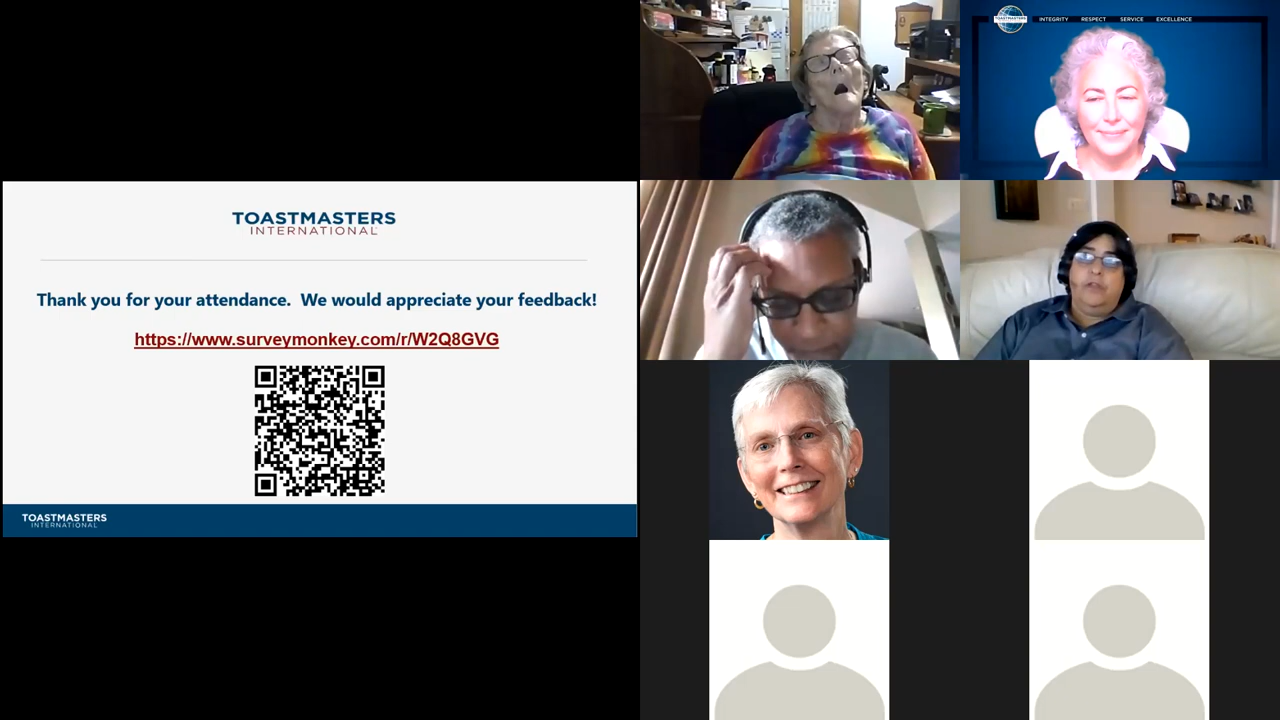 TOASTMASTERS
INTERNATIONAL
Thank you for your attendance.  We would appreciate your feedback!
https://www.surveymonkey.com/r/W2Q8GVG
TOASTMASTERS
INTERNATIONAL
TOASTMASTERS
INTEGRITY RESPECT SERVICE EXCELLENCE